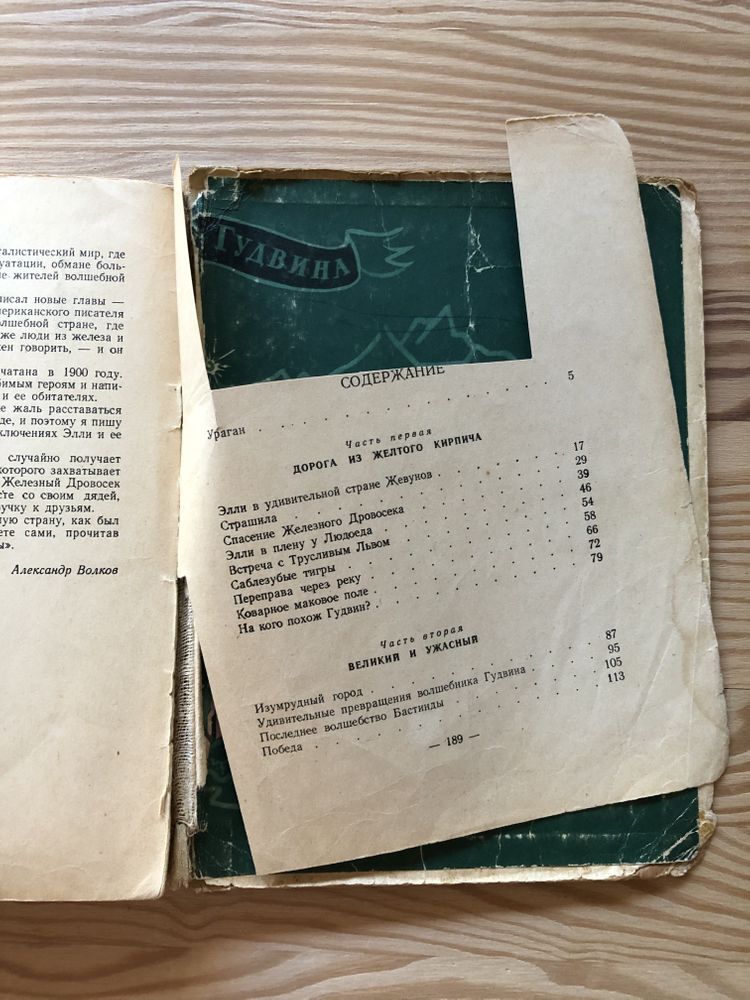 талистический мир, где
уатации, обмане боль-
е жителей волшебной
исал новые главы —
мериканского писателя
олшебной стране, где
же люди из железа и
жен говорить, — и он
чатана в 1900 году.
бимым героям и напи-
и ее обитателях.
е жаль расставаться
де, и поэтому я пишу
ключениях Элли и ее
случайно получает
которого захватывает
Железный Дровосек
сте со своим дядей,
ручку к друзьям.
ную страну, как был
ете сами, прочитав
ы».
Александр Волков
ГУДВИНА
СОДЕРЖАНИЕ
Ураган . . . . . . . . . . . . . 5
Часть первая
ДОРОГА ИЗ ЖЕЛТОГО КИРПИЧА
Элли в удивительной стране Жевунов . . . . 17
Страшила . . . . . . . . . . . . 29
Спасение Железного Дровосека . . . . . 39
Элли в плену у Людоеда . . . . . . . 46
Встреча с Трусливым Львом . . . . . . 54
Саблезубые тигры . . . . . . . . . 58
Переправа через реку . . . . . . . . 66
Коварное маковое поле . . . . . . . . 72
На кого похож Гудвин? . . . . . . . . 79
Часть вторая
ВЕЛИКИЙ И УЖАСНЫЙ
Изумрудный город . . . . . . . . . 87
Удивительные превращения волшебника Гудвина . 95
Последнее волшебство Бастинды . . . . . 105
Победа . . . . . . . . . . . . . 113
— 189 —